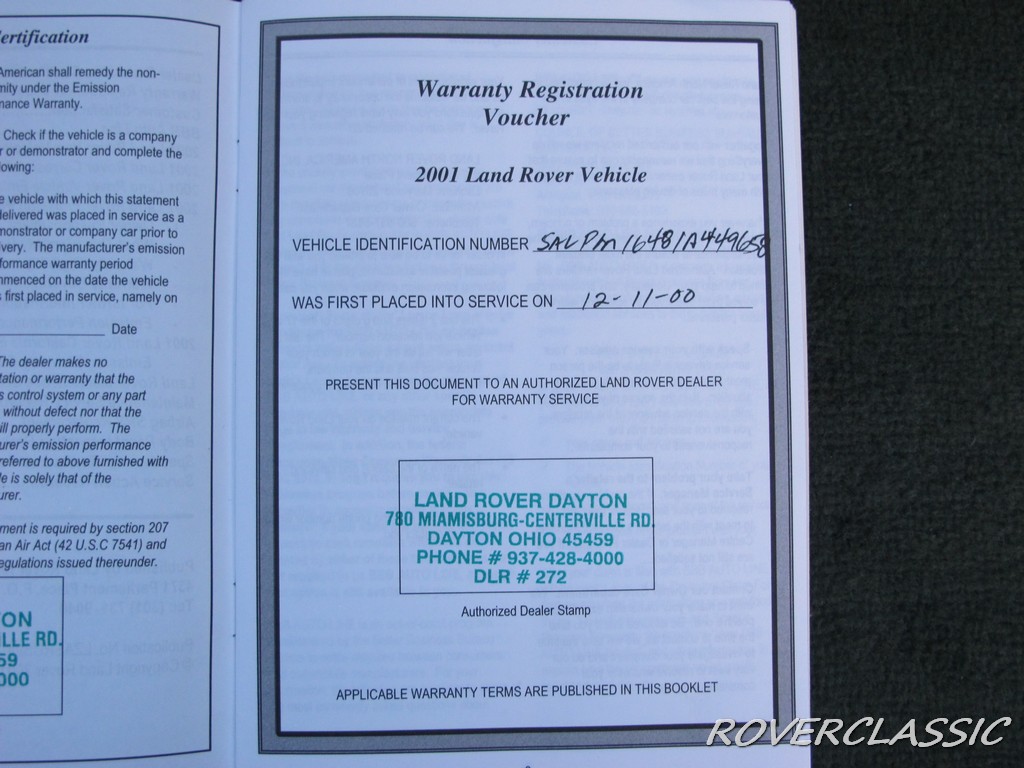 ertification
American shall remedy the non-
mity under the Emission
mance Warranty.
Check if the vehicle is a company
r or demonstrator and complete the
lowing:
e vehicle with which this statement
delivered was placed in service as a
monstrator or company car prior to
ivery. The manufacturer's emission
formance warranty period
mmenced on the date the vehicle
s first placed in service, namely on
Date
The dealer makes no
tation or warranty that the
s control system or any part
without defect nor that the
ill properly perform. The
urer's emission performance
referred to above furnished with
le is solely that of the
urer.
ment is required by section 207
an Air Act (42 U.S.C 7541) and
egulations issued thereunder.
TON
ILLE RD.
59
000
Warranty Registration
Voucher
2001 Land Rover Vehicle
VEHICLE IDENTIFICATION NUMBER SALPM16481A449658
WAS FIRST PLACED INTO SERVICE ON 12-11-00
PRESENT THIS DOCUMENT TO AN AUTHORIZED LAND ROVER DEALER
FOR WARRANTY SERVICE
LAND ROVER DAYTON
780 MIAMISBURG-CENTERVILLE RD.
DAYTON OHIO 45459
PHONE # 937-428-4000
DLR # 272
Authorized Dealer Stamp
APPLICABLE WARRANTY TERMS ARE PUBLISHED IN THIS BOOKLET
ROVERCLASSIC